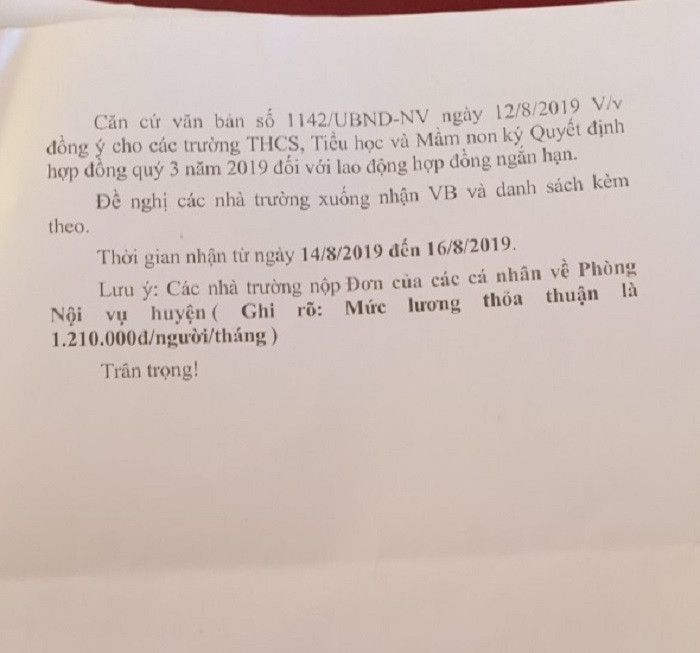 Căn cứ văn bản số 1142/UBND-NV ngày 12/8/2019 V/v
đồng ý cho các trường THCS, Tiểu học và Mầm non ký Quyết định
hợp đồng quý 3 năm 2019 đối với lao động hợp đồng ngắn hạn.
Đề nghị các nhà trường xuống nhận VB và danh sách kèm
theo.
Thời gian nhận từ ngày 14/8/2019 đến 16/8/2019.
Lưu ý: Các nhà trường nộp Đơn của các cá nhân về Phòng
Nội vụ huyện ( Ghi rõ: Mức lương thỏa thuận là
1.210.000đ/người/tháng )
Trân trọng!